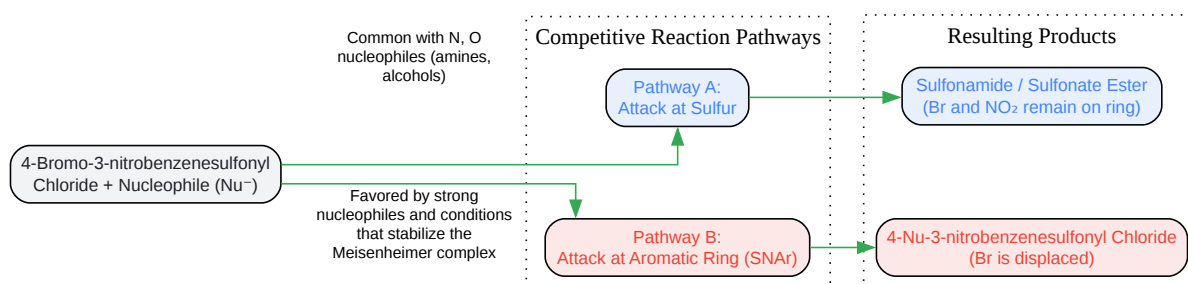 Common with N, O
nucleophiles (amines,
alcohols)
Competitive Reaction Pathways
Resulting Products
Pathway A:
Attack at Sulfur
Sulfonamide / Sulfonate Ester
(Br and NO₂ remain on ring)
4-Bromo-3-nitrobenzenesulfonyl
Chloride + Nucleophile (Nu⁻)
Favored by strong
nucleophiles and conditions
that stabilize the
Meisenheimer complex
Pathway B:
Attack at Aromatic Ring (SNAr)
4-Nu-3-nitrobenzenesulfonyl Chloride
(Br is displaced)